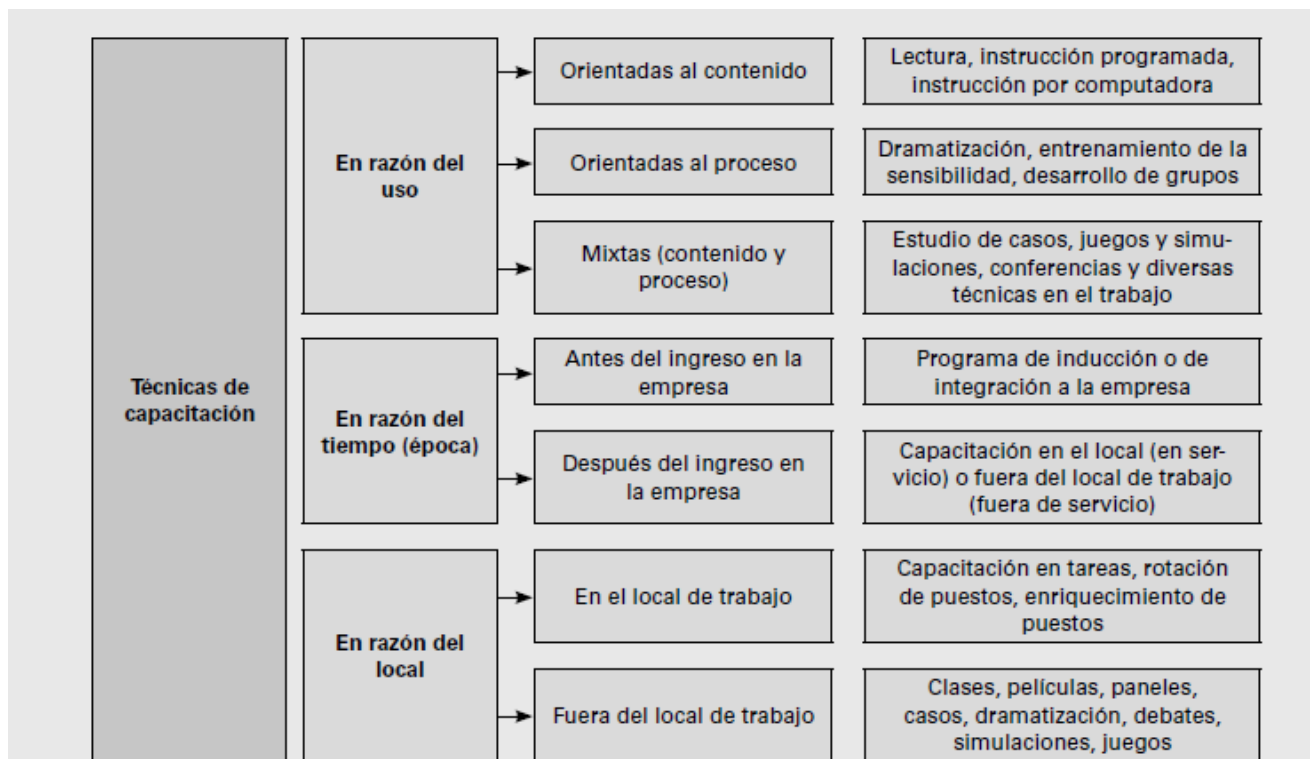 Técnicas de
capacitación
En razón del
uso
Orientadas al contenido
Lectura, instrucción programada,
instrucción por computadora
Orientadas al proceso
Dramatización, entrenamiento de la
sensibilidad, desarrollo de grupos
Mixtas (contenido y
proceso)
Estudio de casos, juegos y simu-
laciones, conferencias y diversas
técnicas en el trabajo
En razón del
tiempo (época)
Antes del ingreso en la
empresa
Programa de inducción o de
integración a la empresa
Después del ingreso en
la empresa
Capacitación en el local (en ser-
vicio) o fuera del local de trabajo
(fuera de servicio)
En razón del
local
En el local de trabajo
Capacitación en tareas, rotación
de puestos, enriquecimiento de
puestos
Fuera del local de trabajo
Clases, películas, paneles,
casos, dramatización, debates,
simulaciones, juegos